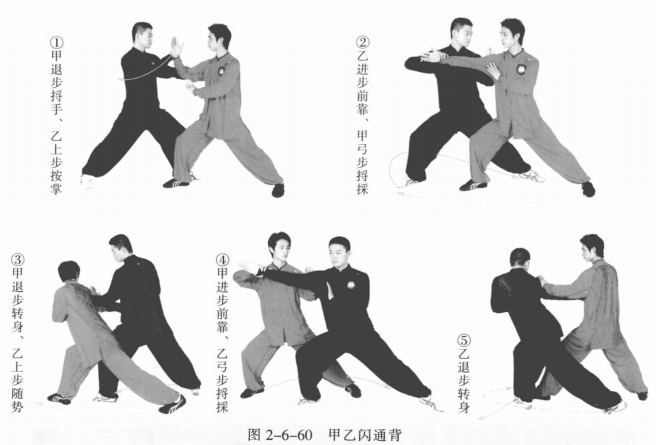 ①甲退步捋手、乙上步按掌
②乙进步前靠、甲弓步捋採
③甲退步转身、乙上步随势
④甲进步前靠、乙弓步捋採
⑤乙退步转身
图 2-6-60 甲乙闪通背